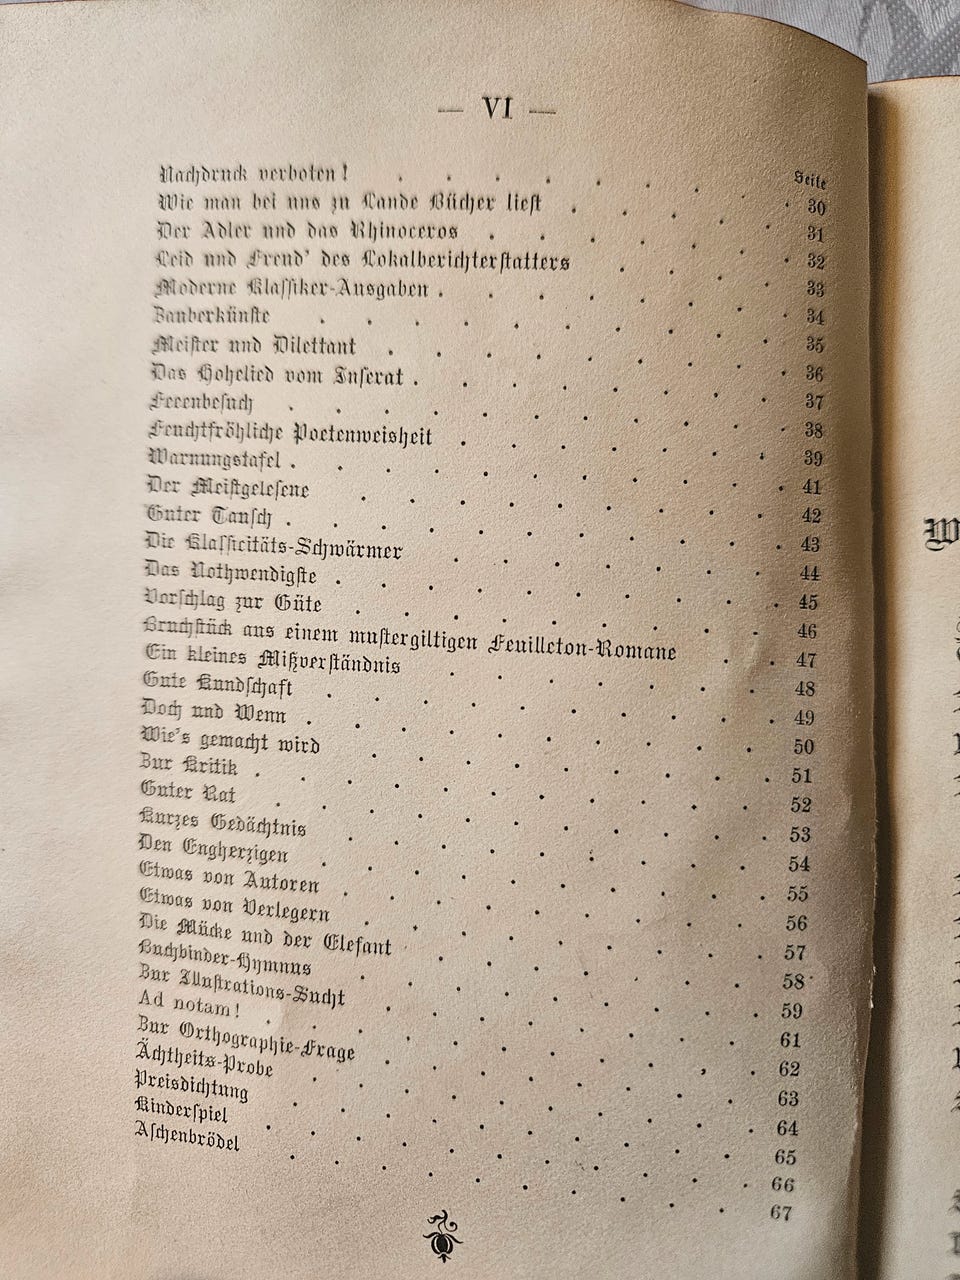 — VI —
Seite
Nachdruck verboten! . . . . . . . . 30
Wie man bei uns zu Lande Bücher liest . . . . . 31
Der Adler und das Rhinoceros . . . . . . 32
Leid und Freud' des Lokalberichterstatters . . . . 33
Moderne Klassiker-Ausgaben . . . . . . . 34
Zauberkünste . . . . . . . . . . 35
Meister und Dilettant . . . . . . . . 36
Das Hohelied vom Inserat . . . . . . . 37
Feenbesuch . . . . . . . . . . 38
Feuchtfröhliche Poetenweisheit . . . . . . 39
Warnungstafel . . . . . . . . . . 41
Der Meistgelesene . . . . . . . . . 42
Guter Tausch . . . . . . . . . . 43
Die Klassicitäts-Schwärmer . . . . . . . 44
Das Nothwendigste . . . . . . . . . 45
Vorschlag zur Güte . . . . . . . . . 46
Bruchstück aus einem mustergiltigen Feuilleton-Romane . . 47
Ein kleines Mißverständnis . . . . . . . 48
Gute Kundschaft . . . . . . . . . 49
Doch und Wenn . . . . . . . . . 50
Wie's gemacht wird . . . . . . . . 51
Zur Kritik . . . . . . . . . . 52
Guter Rat . . . . . . . . . . 53
Kurzes Gedächtnis . . . . . . . . 54
Den Engherzigen . . . . . . . . . 55
Etwas von Autoren . . . . . . . . 56
Etwas von Verlegern . . . . . . . . 57
Die Mücke und der Elefant . . . . . . . 58
Buchbinder-Hymnus . . . . . . . . 59
Zur Illustrations-Sucht . . . . . . . . 61
Ad notam! . . . . . . . . . . 62
Zur Orthographie-Frage . . . . . . . . 63
Ächtheits-Probe . . . . . . . . . 64
Preisdichtung . . . . . . . . . . 65
Kinderspiel . . . . . . . . . . 66
Aschenbrödel . . . . . . . . . . 67